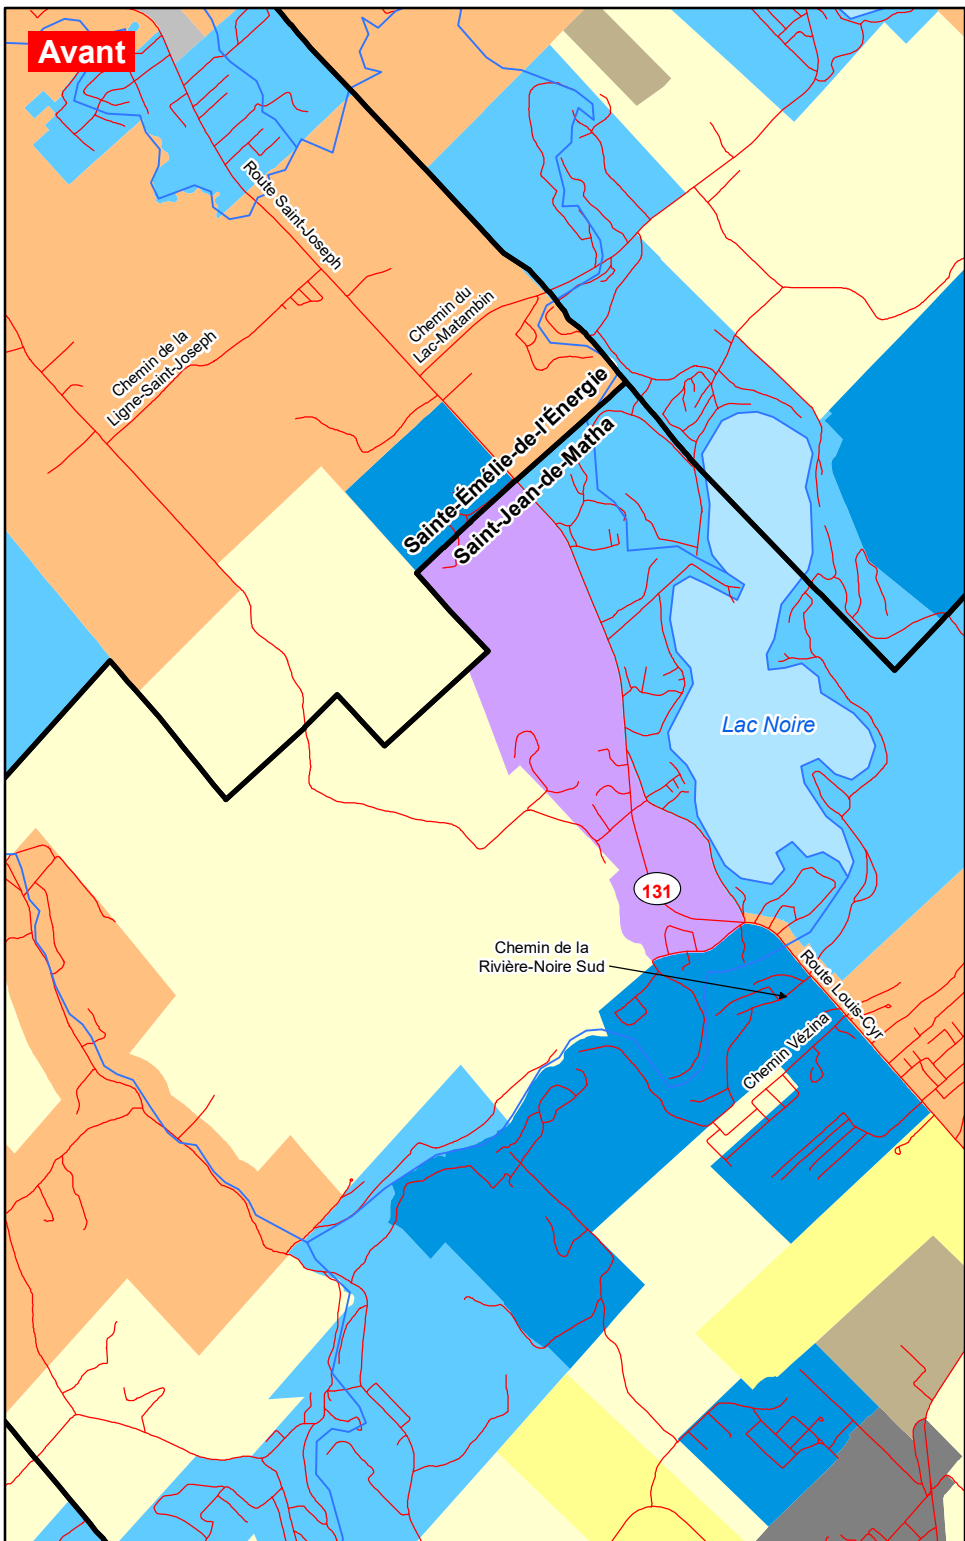 Avant
Route Saint-Joseph
Chemin du
Lac-Matambin
Chemin de la
Ligne-Saint-Joseph
Sainte-Émélie-de-l'Énergie
Saint-Jean-de-Matha
Lac Noire
131
Chemin de la
Rivière-Noire Sud
Route Louis-Cyr
Chemin Vézina